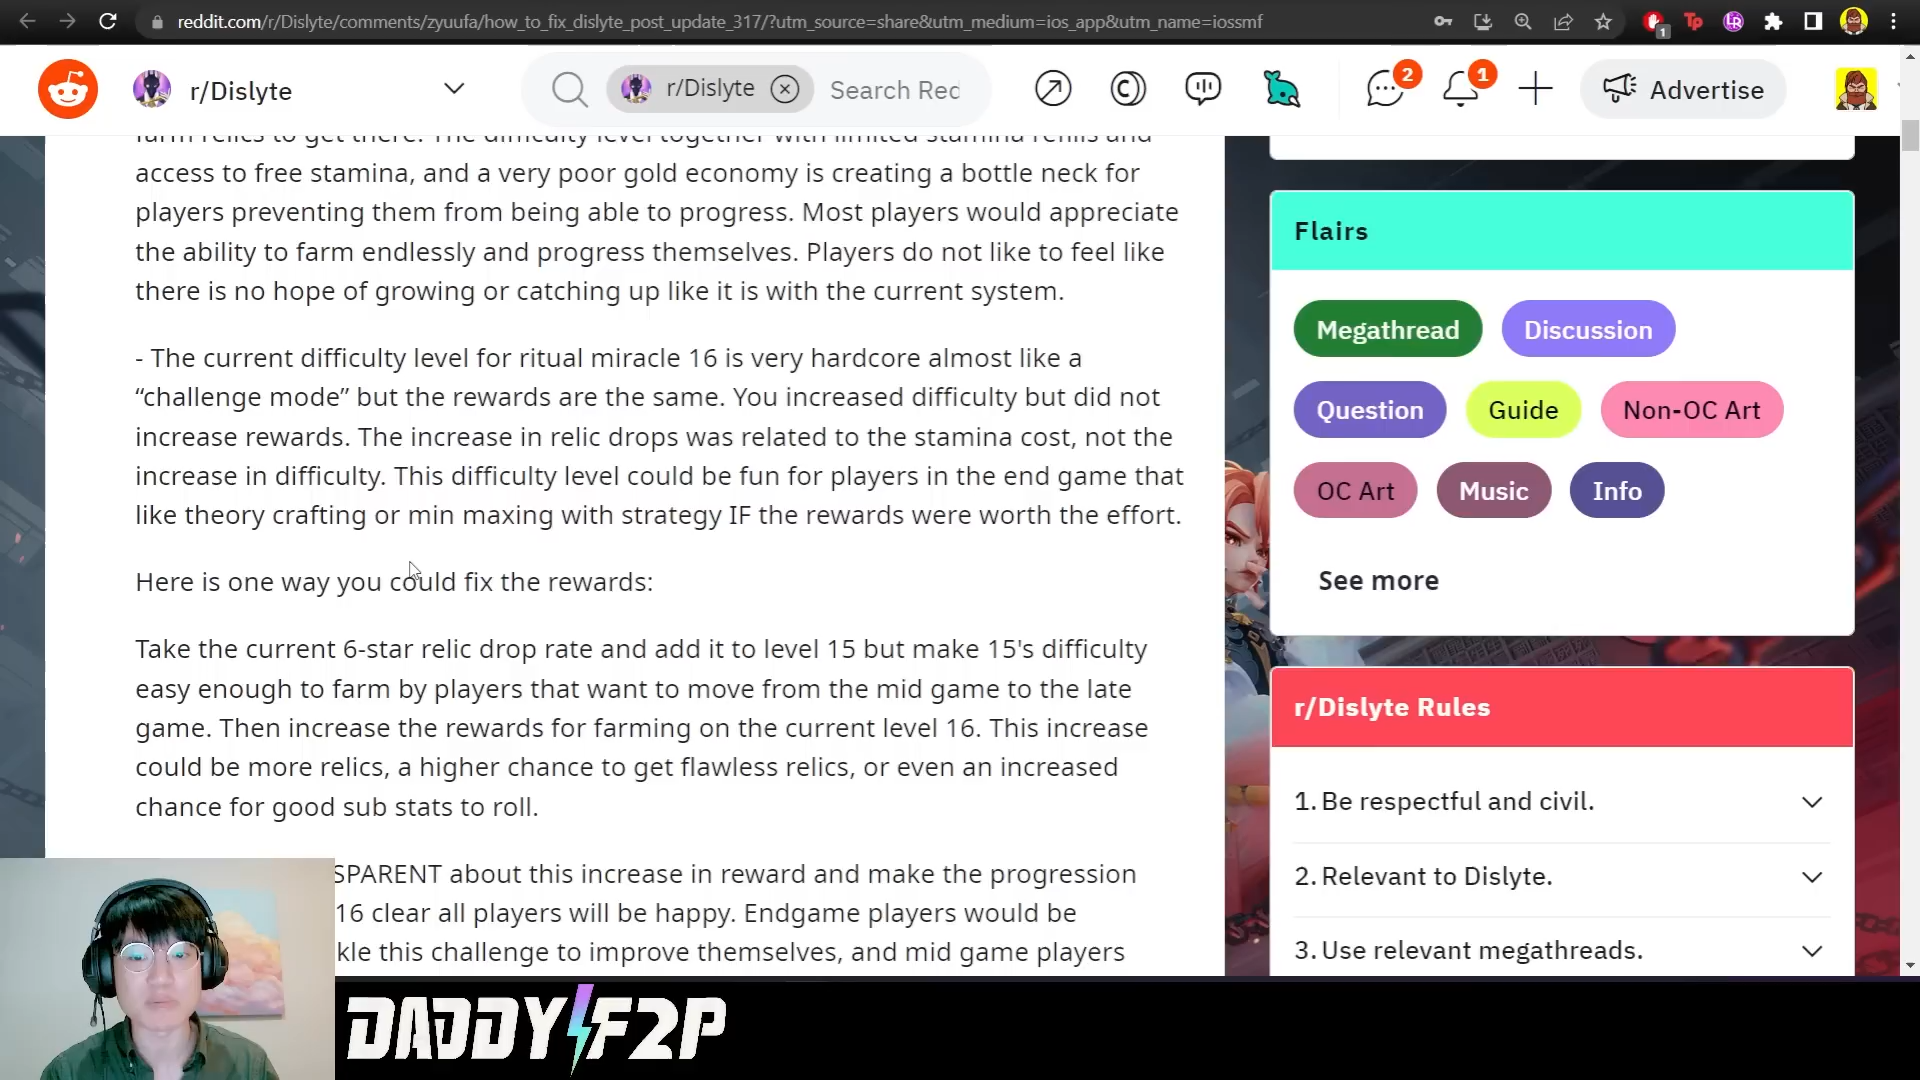 reddit.com/r/Dislyte/comments/zyuufa/how_to_fix_dislyte_post_update_317/?utm_source=share&utm_medium=ios_app&utm_name=iossmf
r/Dislyte
r/Dislyte
Search Red
2
1
Advertise
farm relics to get there. The difficulty level together with limited stamina refills and
access to free stamina, and a very poor gold economy is creating a bottle neck for
players preventing them from being able to progress. Most players would appreciate
the ability to farm endlessly and progress themselves. Players do not like to feel like
there is no hope of growing or catching up like it is with the current system.
- The current difficulty level for ritual miracle 16 is very hardcore almost like a
“challenge mode” but the rewards are the same. You increased difficulty but did not
increase rewards. The increase in relic drops was related to the stamina cost, not the
increase in difficulty. This difficulty level could be fun for players in the end game that
like theory crafting or min maxing with strategy IF the rewards were worth the effort.
Here is one way you could fix the rewards:
Take the current 6-star relic drop rate and add it to level 15 but make 15's difficulty
easy enough to farm by players that want to move from the mid game to the late
game. Then increase the rewards for farming on the current level 16. This increase
could be more relics, a higher chance to get flawless relics, or even an increased
chance for good sub stats to roll.
SPARENT about this increase in reward and make the progression
16 clear all players will be happy. Endgame players would be
kle this challenge to improve themselves, and mid game players
Flairs
Megathread
Discussion
Question
Guide
Non-OC Art
OC Art
Music
Info
See more
r/Dislyte Rules
1. Be respectful and civil.
2. Relevant to Dislyte.
3. Use relevant megathreads.
DADDY F2P